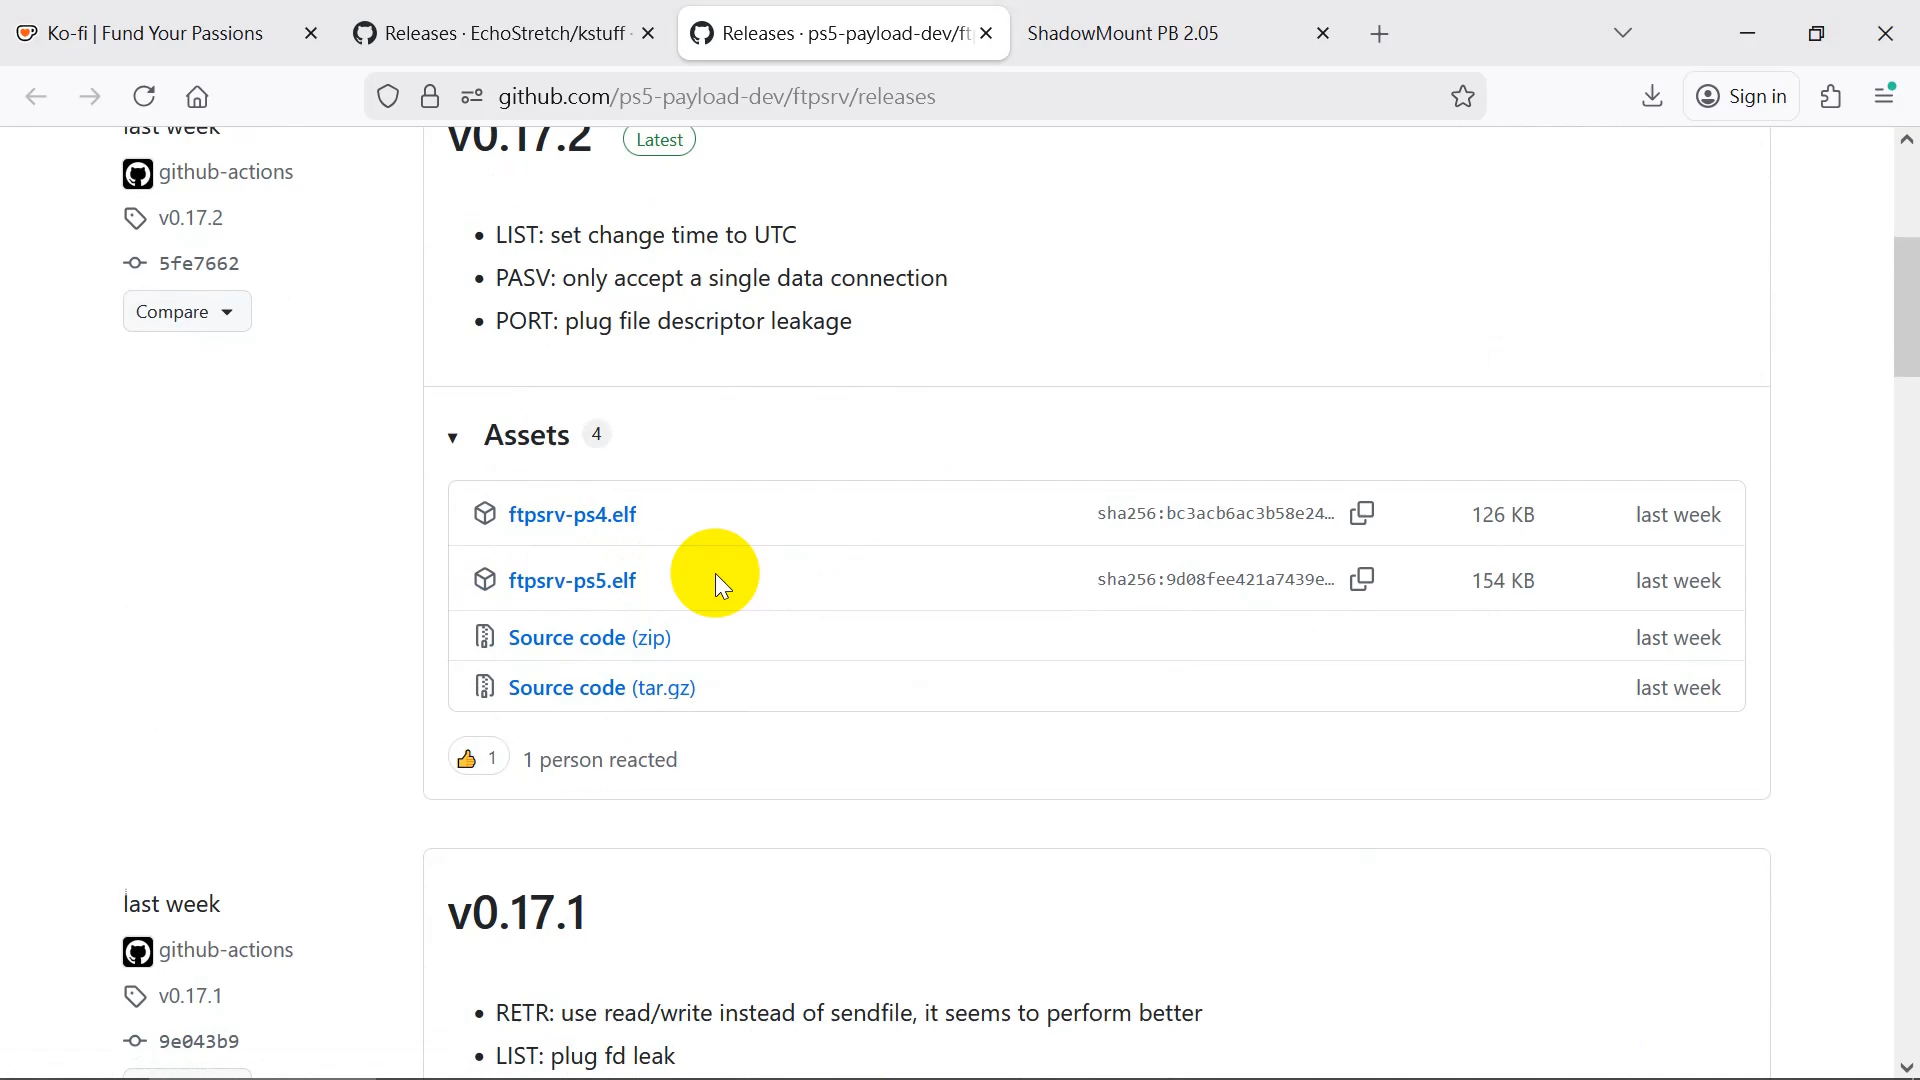 Ko-fi | Fund Your Passions
Releases · EchoStretch/kstuff
Releases · ps5-payload-dev/ft
ShadowMount PB 2.05
github.com/ps5-payload-dev/ftpsrv/releases
Sign in
last week
v0.17.2 Latest
github-actions
v0.17.2
5fe7662
Compare
• LIST: set change time to UTC
• PASV: only accept a single data connection
• PORT: plug file descriptor leakage
Assets 4
ftpsrv-ps4.elf sha256:bc3acb6ac3b58e24… 126 KB last week
ftpsrv-ps5.elf sha256:9d08fee421a7439e… 154 KB last week
Source code (zip) last week
Source code (tar.gz) last week
👍 1 1 person reacted
last week
github-actions
v0.17.1
9e043b9
v0.17.1
• RETR: use read/write instead of sendfile, it seems to perform better
• LIST: plug fd leak